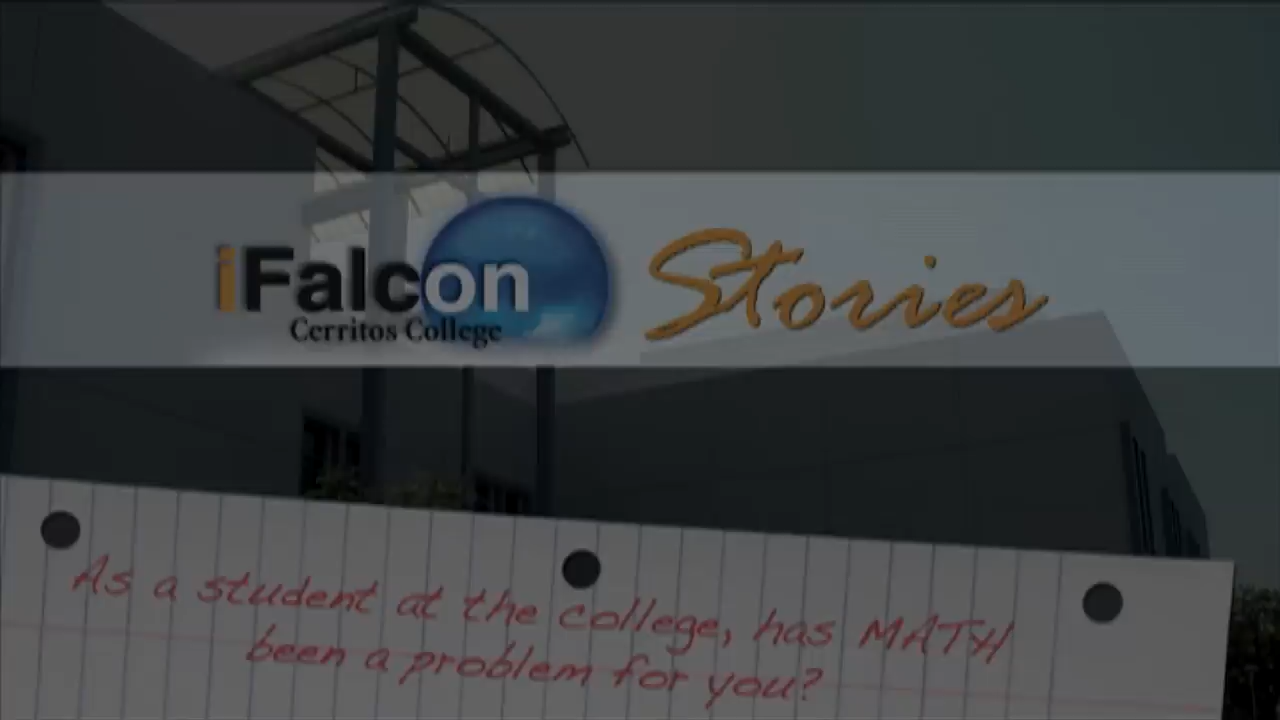 iFalcon Stories
Cerritos College
As a student at the college, has MATH
been a problem for you?